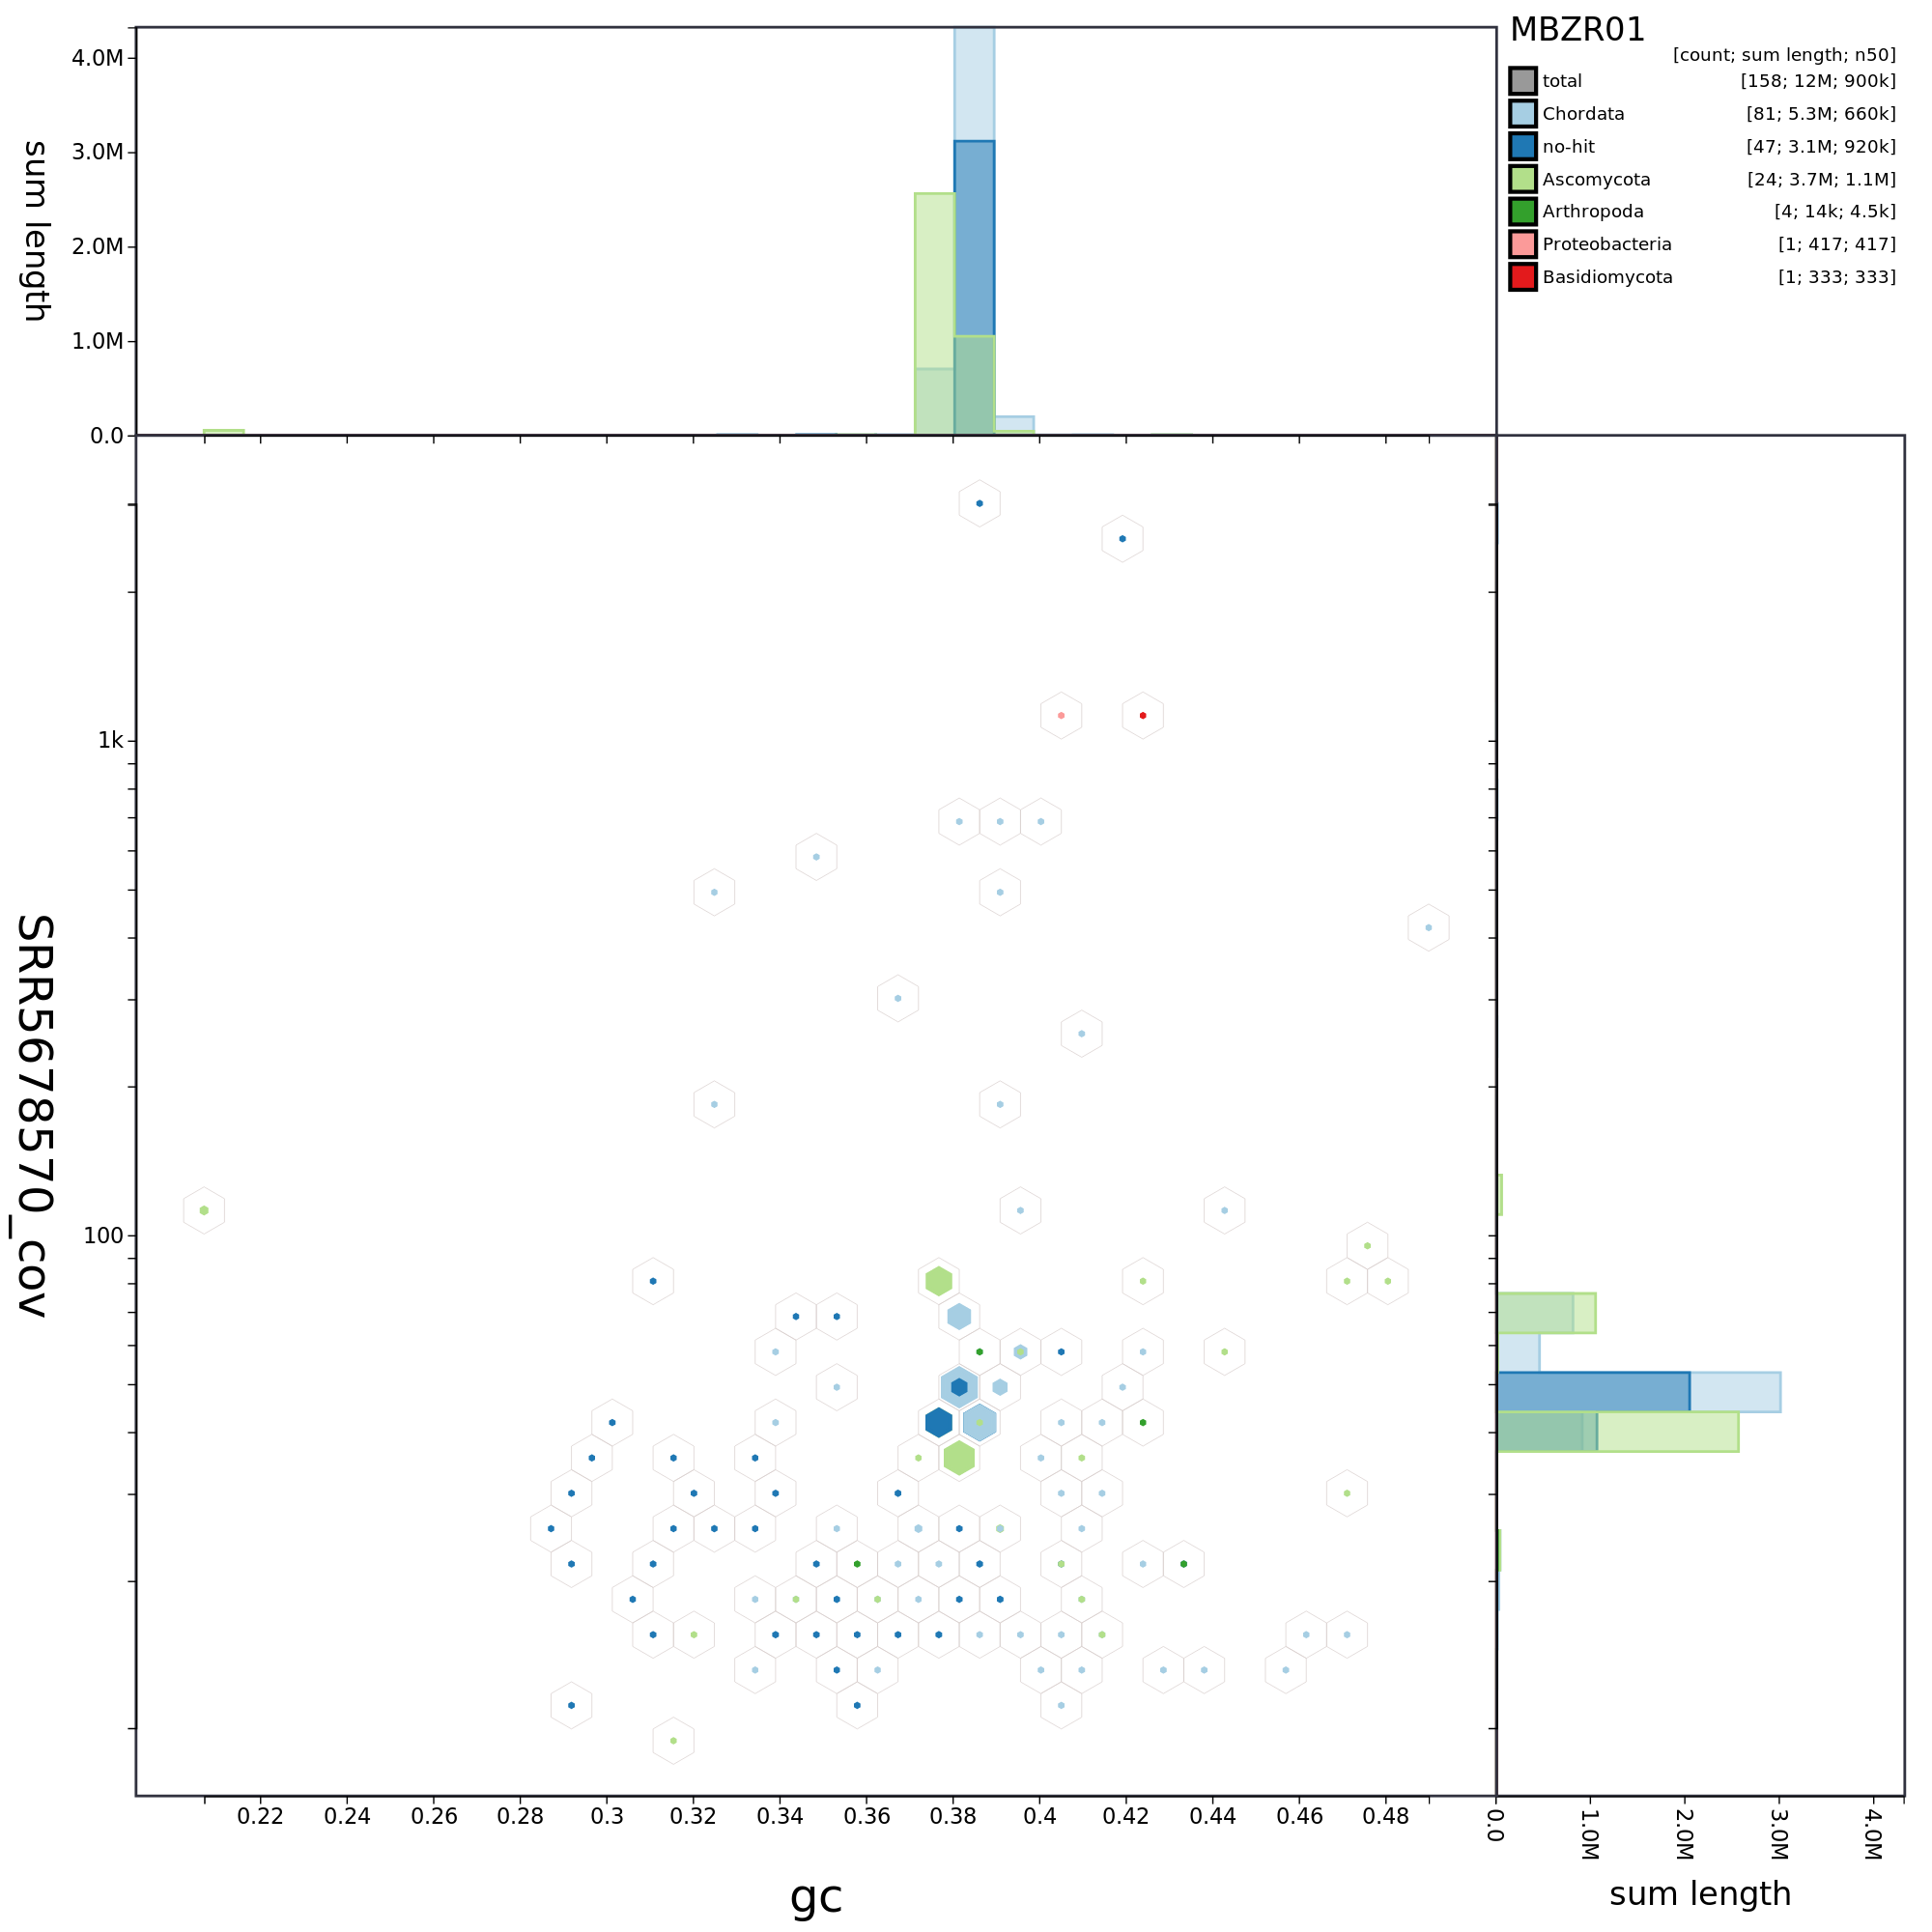 MBZR01
[count; sum length; n50]
total [158; 12M; 900k]
Chordata [81; 5.3M; 660k]
no-hit [47; 3.1M; 920k]
Ascomycota [24; 3.7M; 1.1M]
Arthropoda [4; 14k; 4.5k]
Proteobacteria [1; 417; 417]
Basidiomycota [1; 333; 333]
sum length
4.0M
3.0M
2.0M
1.0M
0.0
SRR5678570_cov
1k
100
0.22 0.24 0.26 0.28 0.3 0.32 0.34 0.36 0.38 0.4 0.42 0.44 0.46 0.48
gc
0.0 1.0M 2.0M 3.0M 4.0M
sum length